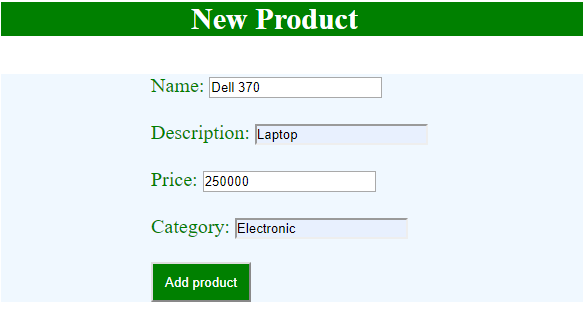 New Product
Name: Dell 370
Description: Laptop
Price: 250000
Category: Electronic
Add product